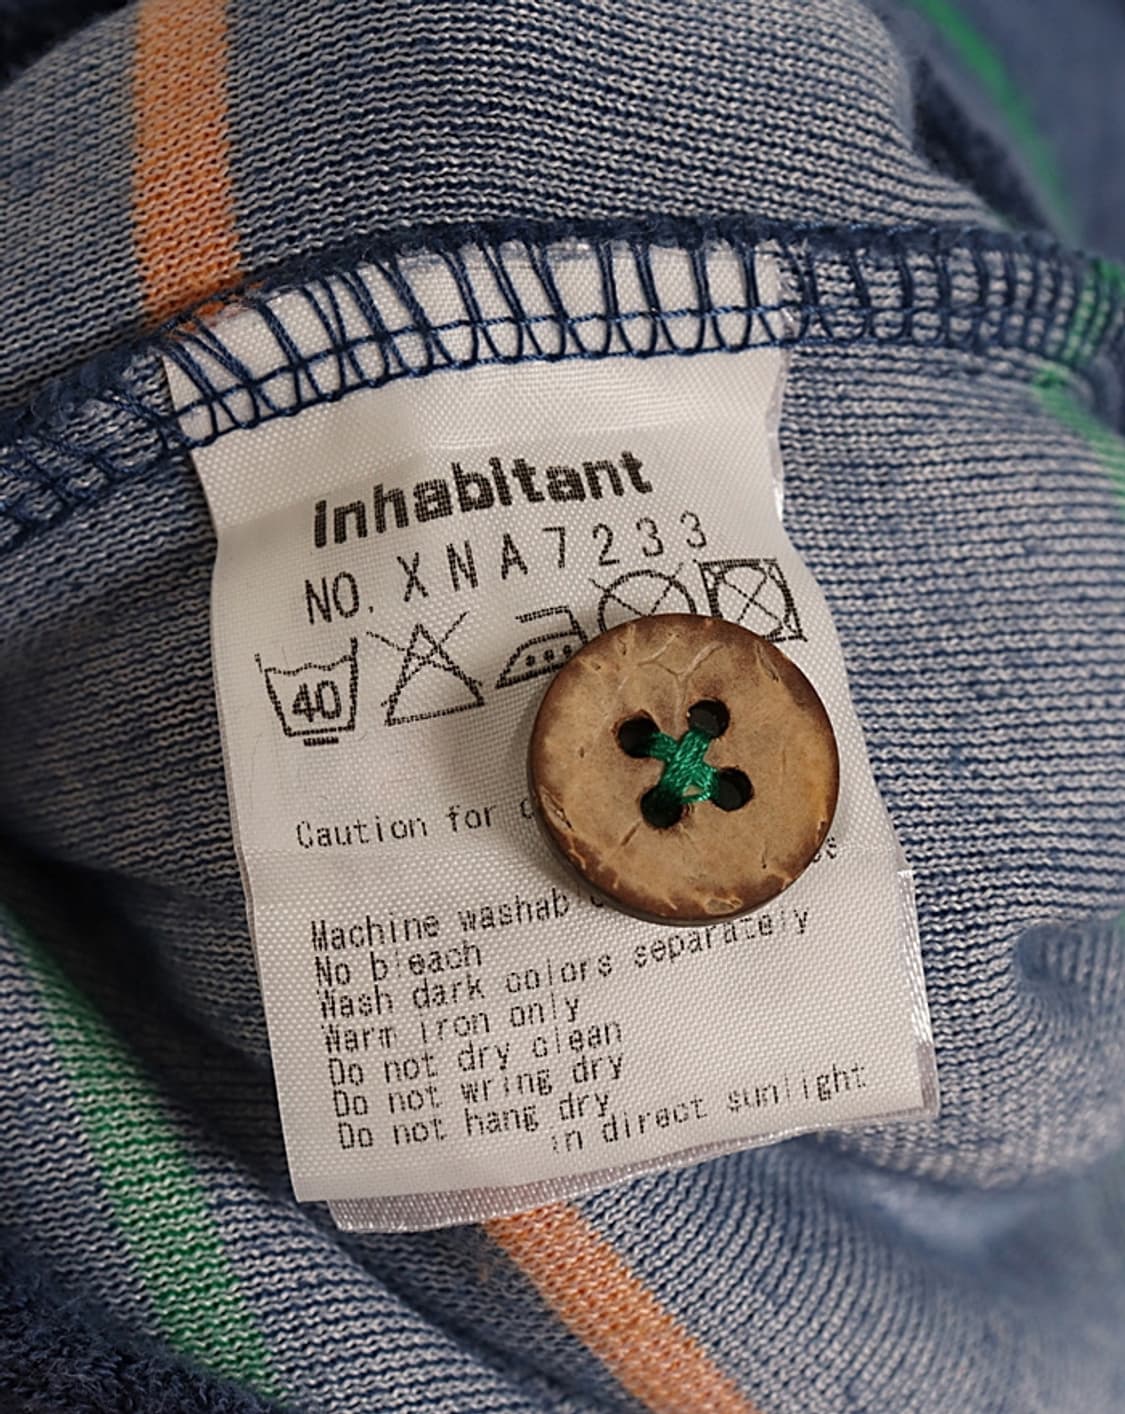 Inhabitant
NO. XNA7233
40
Caution for
Machine
No bleach
Wash dark colors separately
Warm iron only
Do not dry clean
Do not wring dry
Do not hang dry
in direct sunlight